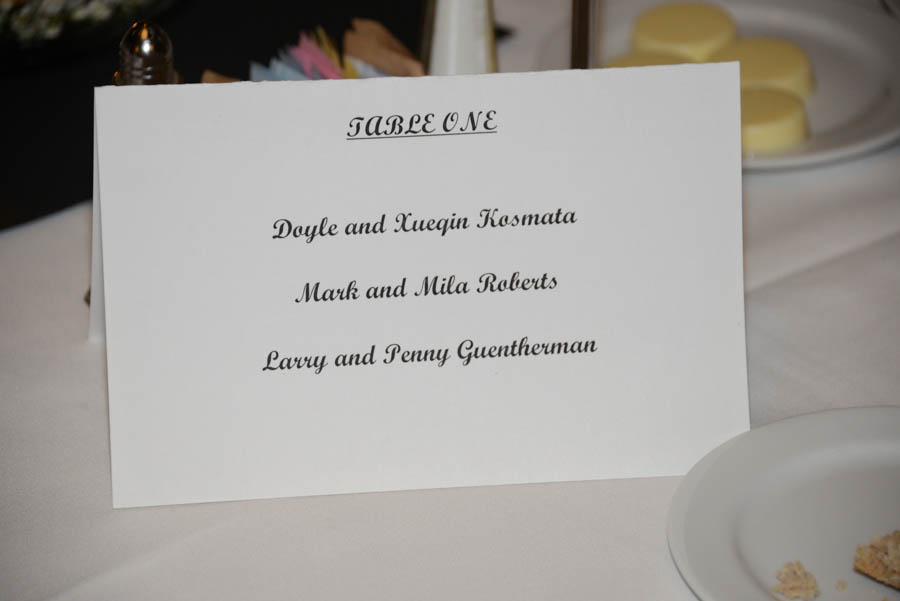 TABLE ONE
Doyle and Xueqin Kosmata
Mark and Mila Roberts
Larry and Penny Guentherman